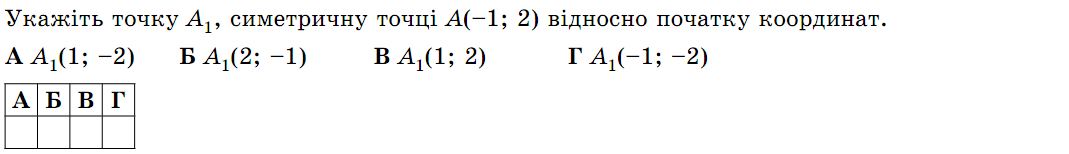 Укажіть точку A₁, симетричну точці A(−1; 2) відносно початку координат.
А A₁(1; −2) Б A₁(2; −1) В A₁(1; 2) Г A₁(−1; −2)
А Б В Г